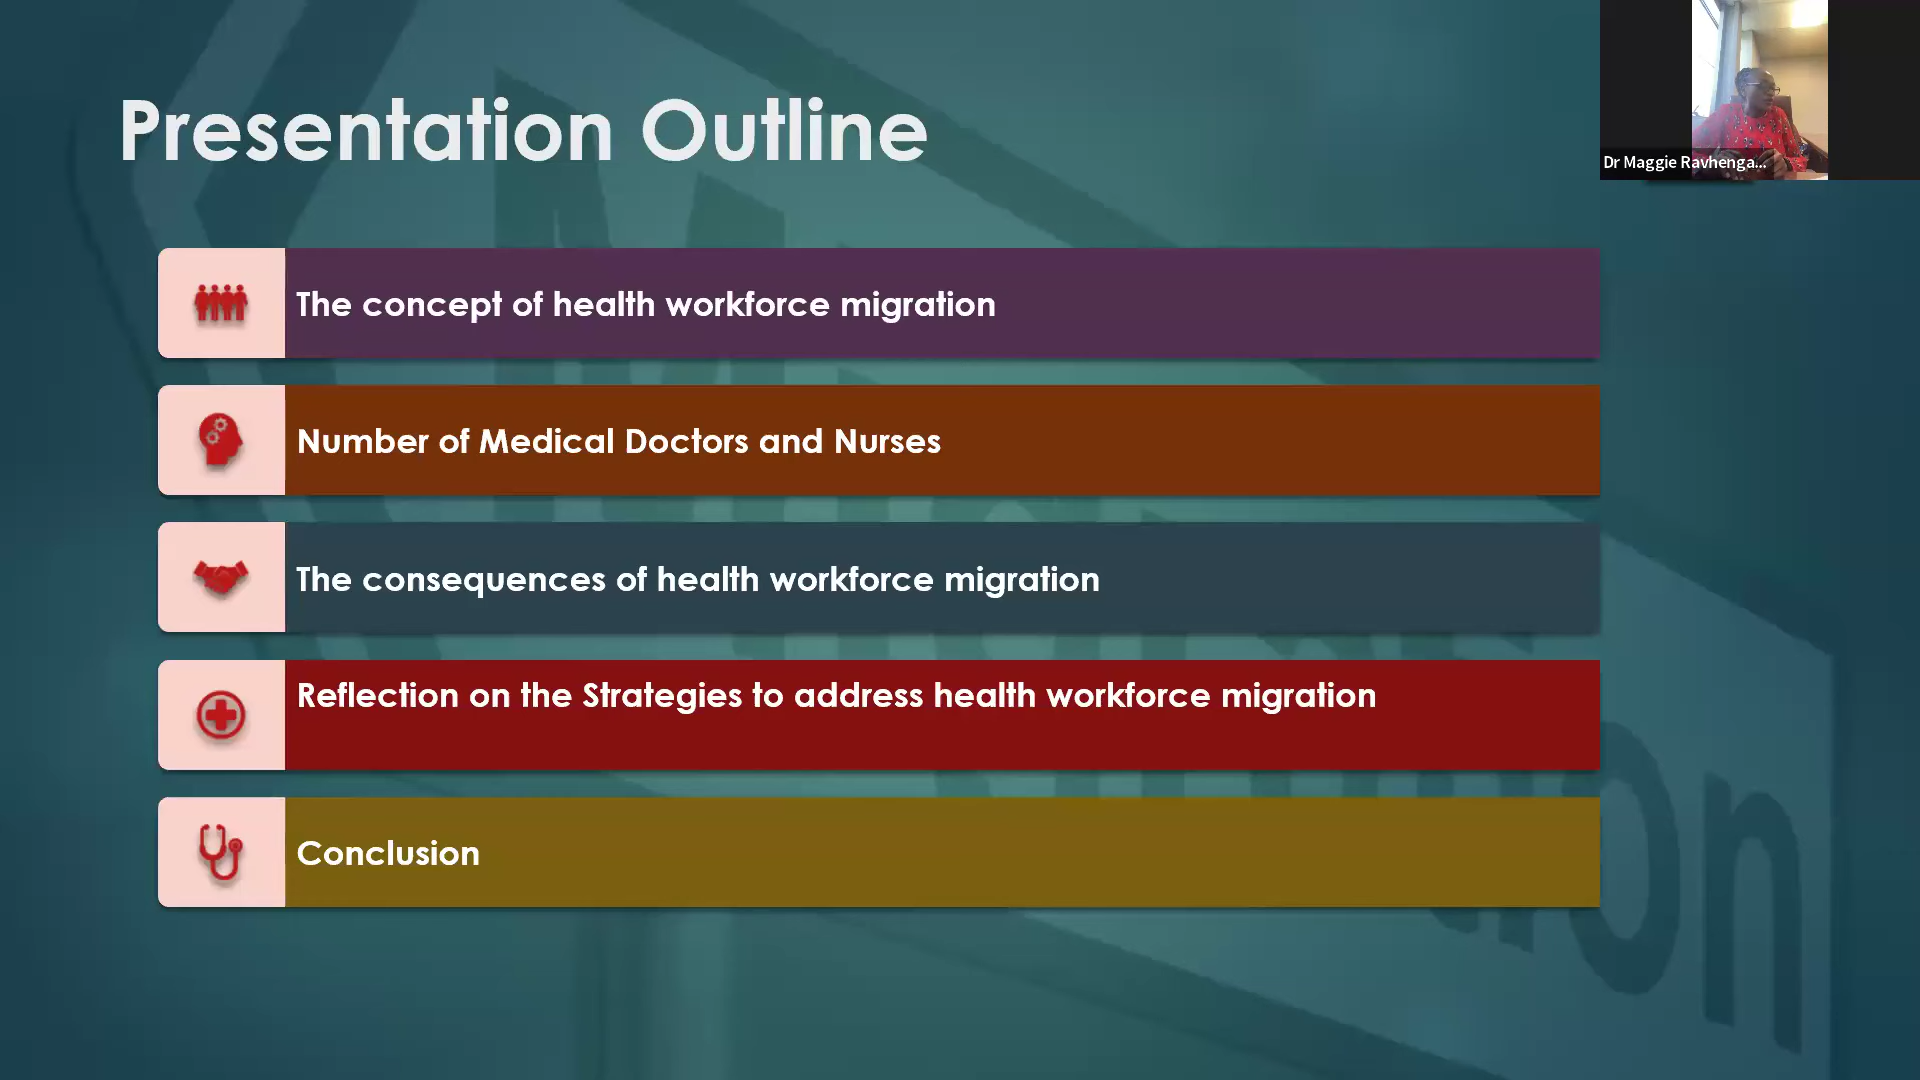 Presentation Outline
Dr Maggie Ravhenga...
The concept of health workforce migration
Number of Medical Doctors and Nurses
The consequences of health workforce migration
Reflection on the Strategies to address health workforce migration
Conclusion